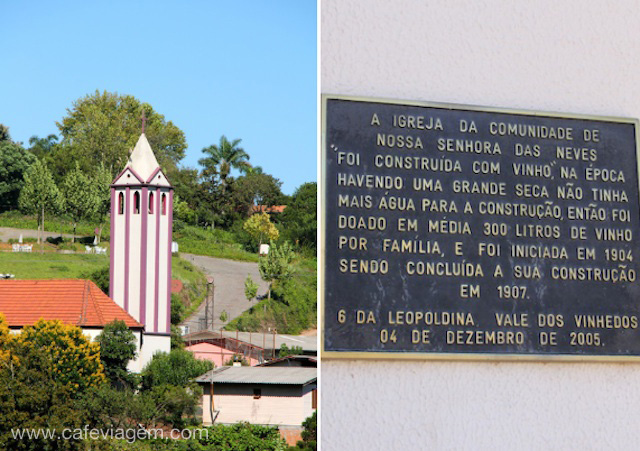 A IGREJA DA COMUNIDADE DE
NOSSA SENHORA DAS NEVES
"FOI CONSTRUÍDA COM VINHO", NA ÉPOCA
HAVENDO UMA GRANDE SECA NÃO TINHA
MAIS ÁGUA PARA A CONSTRUÇÃO, ENTÃO FOI
DOADO EM MÉDIA 300 LITROS DE VINHO
POR FAMÍLIA, E FOI INICIADA EM 1904
SENDO CONCLUÍDA A SUA CONSTRUÇÃO
EM 1907.
6 DA LEOPOLDINA, VALE DOS VINHEDOS
04 DE DEZEMBRO DE 2005.
www.cafeviagem.com